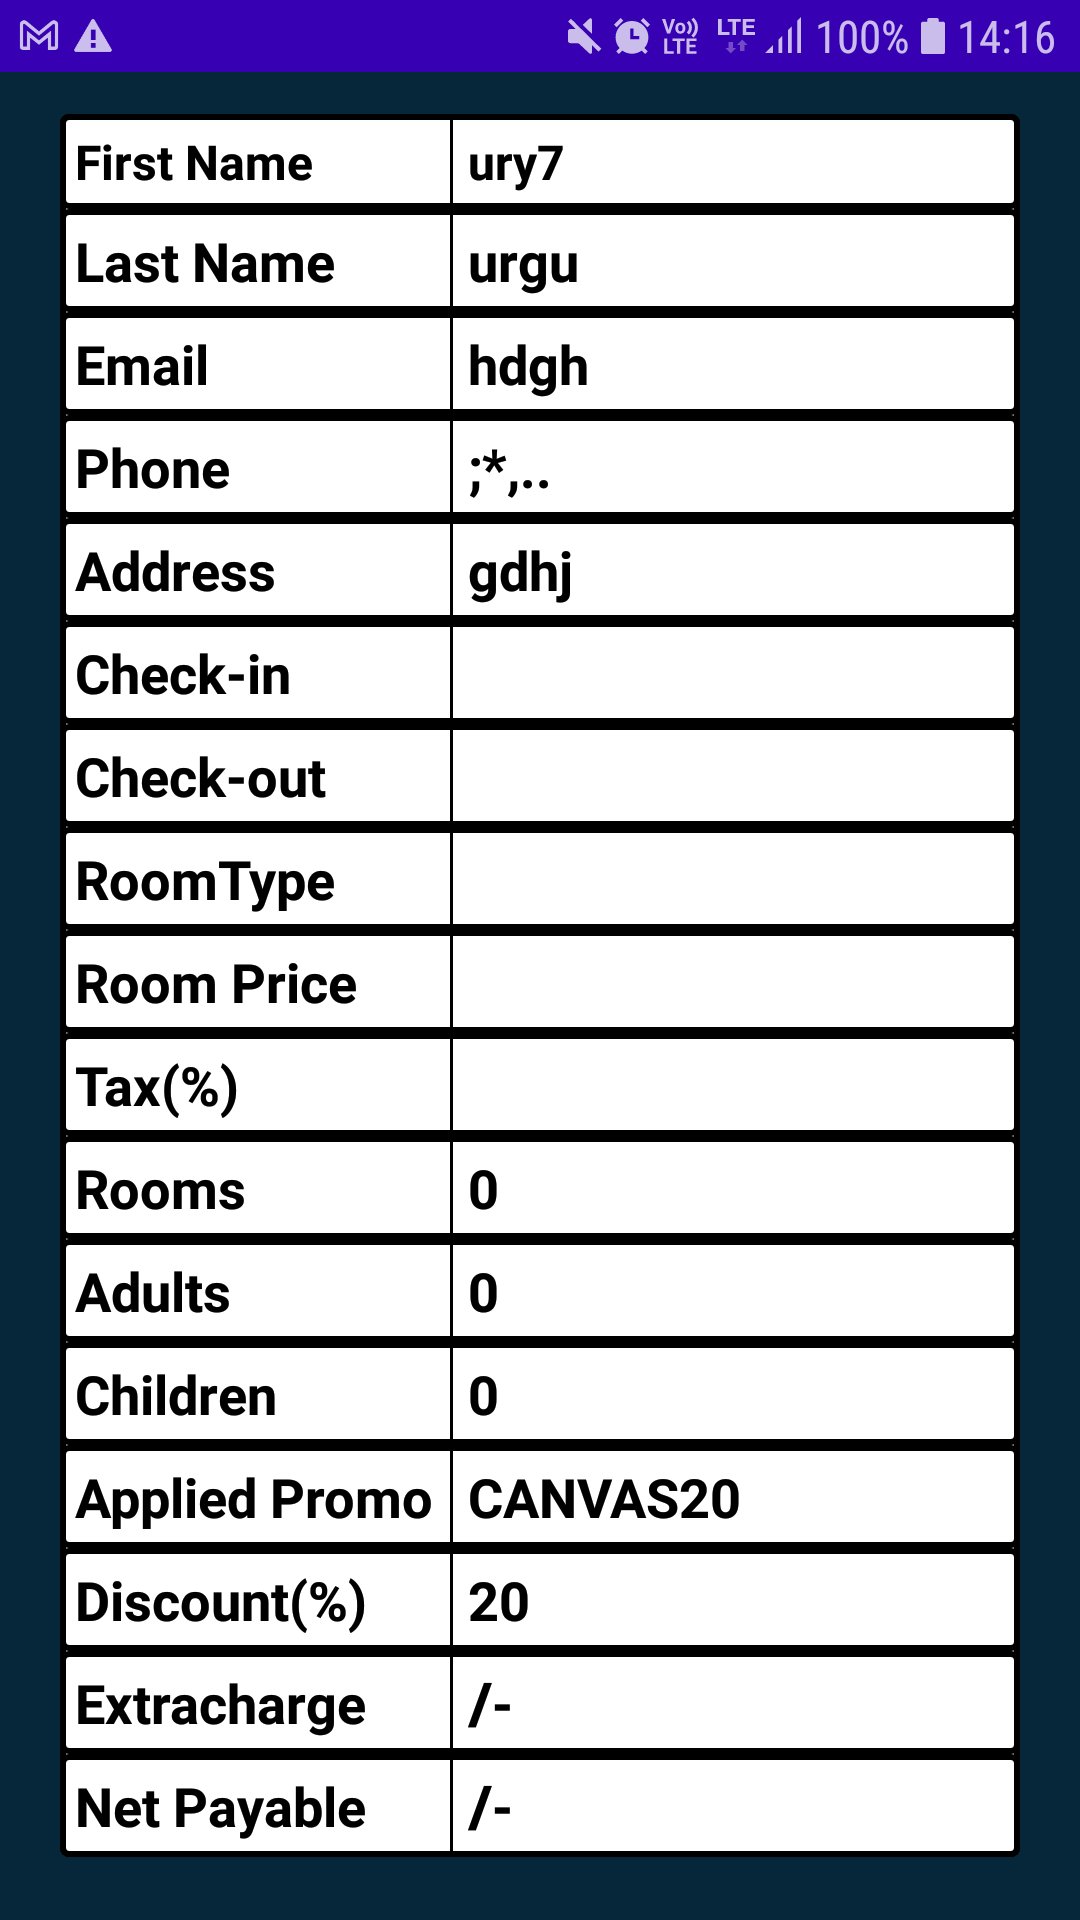 Vo)) LTE LTE 100% 14:16
First Name ury7
Last Name urgu
Email hdgh
Phone ;*,..
Address gdhj
Check-in
Check-out
RoomType
Room Price
Tax(%)
Rooms 0
Adults 0
Children 0
Applied Promo CANVAS20
Discount(%) 20
Extracharge /-
Net Payable /-